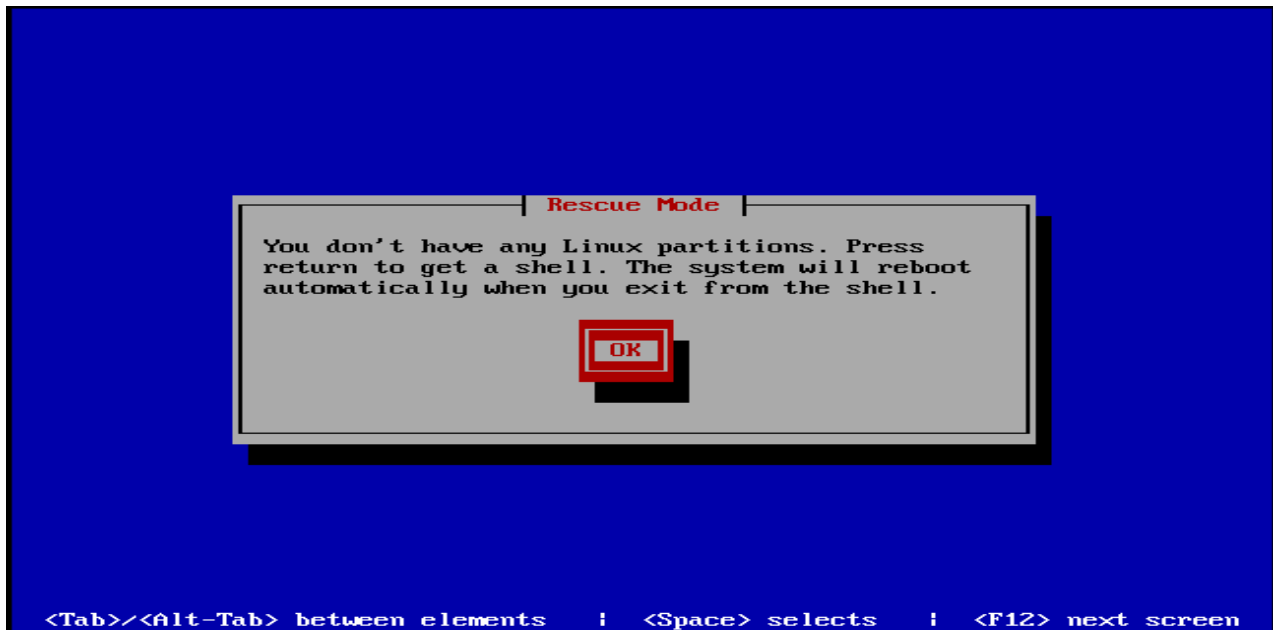 Rescue Mode
You don't have any Linux partitions. Press
return to get a shell. The system will reboot
automatically when you exit from the shell.
OK
<Tab>/<Alt-Tab> between elements | <Space> selects | <F12> next screen